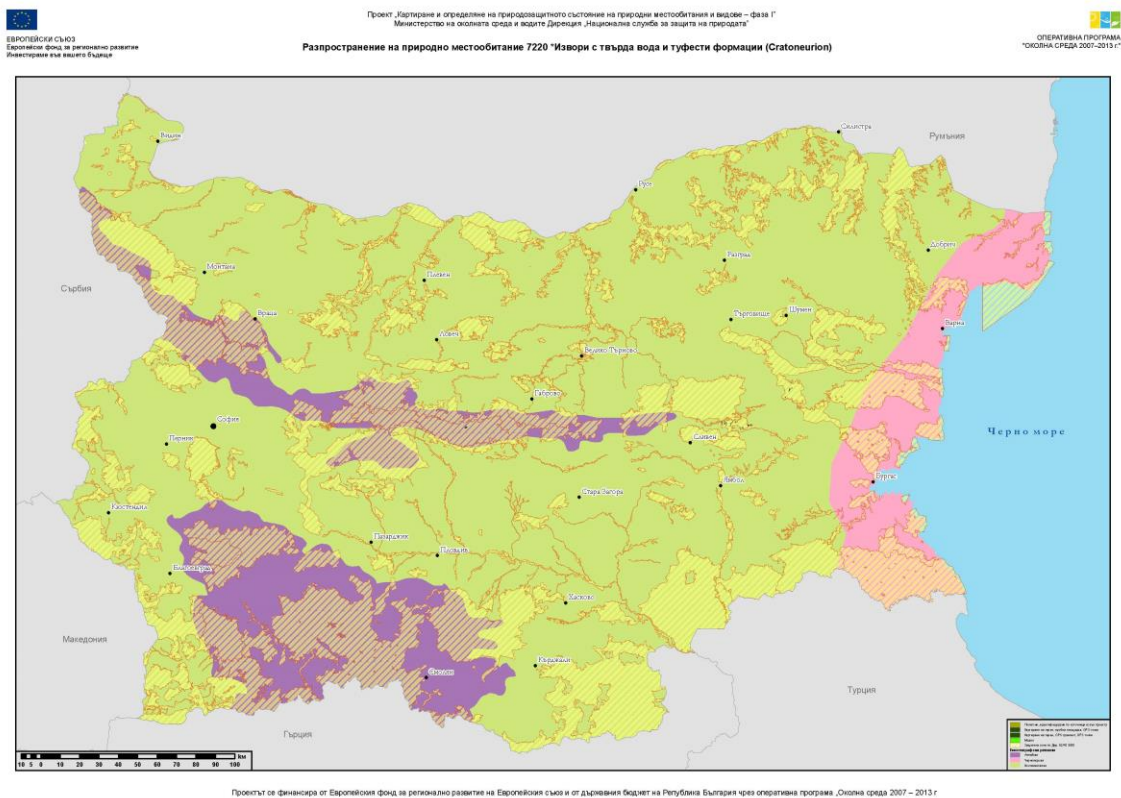 Проект „Картиране и определяне на природозащитното състояние на природни местообитания и видове – фаза I“
Министерство на околната среда и водите Дирекция „Национална служба за защита на природата“
ЕВРОПЕЙСКИ СЪЮЗ
Европейски фонд за регионално развитие
Инвестираме във вашето бъдеще
Разпространение на природно местообитание 7220 *Извори с твърда вода и туфести формации (Cratoneurion)
ОПЕРАТИВНА ПРОГРАМА
"ОКОЛНА СРЕДА 2007–2013 г."
Силистра
Румъния
Видин
Русе
Добрич
Разград
Монтана
Плевен
Сърбия
Враца
Търговище
Шумен
Варна
Ловеч
Велико Търново
Габрово
София
Черно море
Перник
Сливен
Бургас
Ямбол
Стара Загора
Кюстендил
Пазарджик
Пловдив
Благоевград
Хасково
Македония
Кърджали
Смолян
Турция
Гърция
км
10 5 0 10 20 30 40 50 60 70 80 90 100
Проектът се финансира от Европейския фонд за регионално развитие на Европейския съюз и от държавния бюджет на Република България чрез оперативна програма „Околна среда 2007 – 2013 г